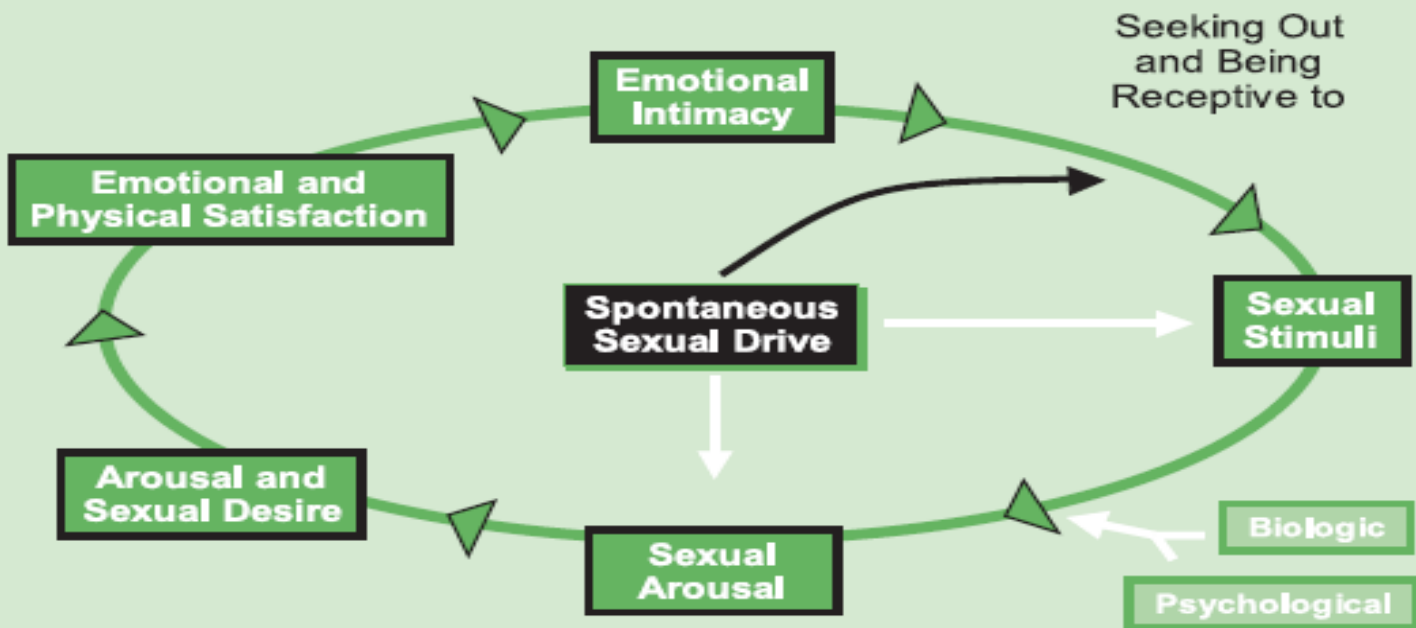 Seeking Out
and Being
Receptive to
Emotional
Intimacy
Emotional and
Physical Satisfaction
Spontaneous
Sexual Drive
Sexual
Stimuli
Arousal and
Sexual Desire
Sexual
Arousal
Biologic
Psychological